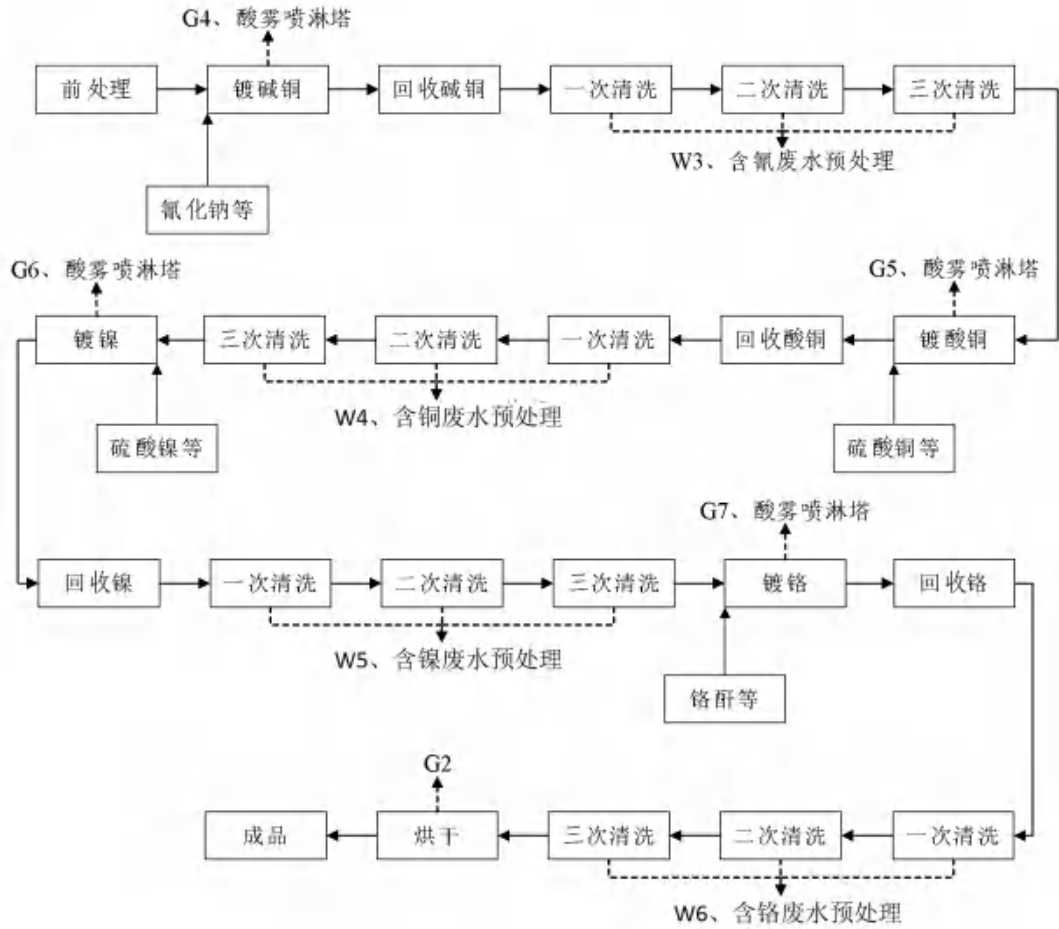 G4、酸雾喷淋塔
前处理 镀碱铜 回收碱铜 一次清洗 二次清洗 三次清洗
W3、含氰废水预处理
氰化钠等
G6、酸雾喷淋塔 G5、酸雾喷淋塔
镀镍 三次清洗 二次清洗 一次清洗 回收酸铜 镀酸铜
W4、含铜废水预处理
硫酸镍等 硫酸铜等
G7、酸雾喷淋塔
回收镍 一次清洗 二次清洗 三次清洗 镀铬 回收铬
W5、含镍废水预处理
铬酐等
G2
成品 烘干 三次清洗 二次清洗 一次清洗
W6、含铬废水预处理